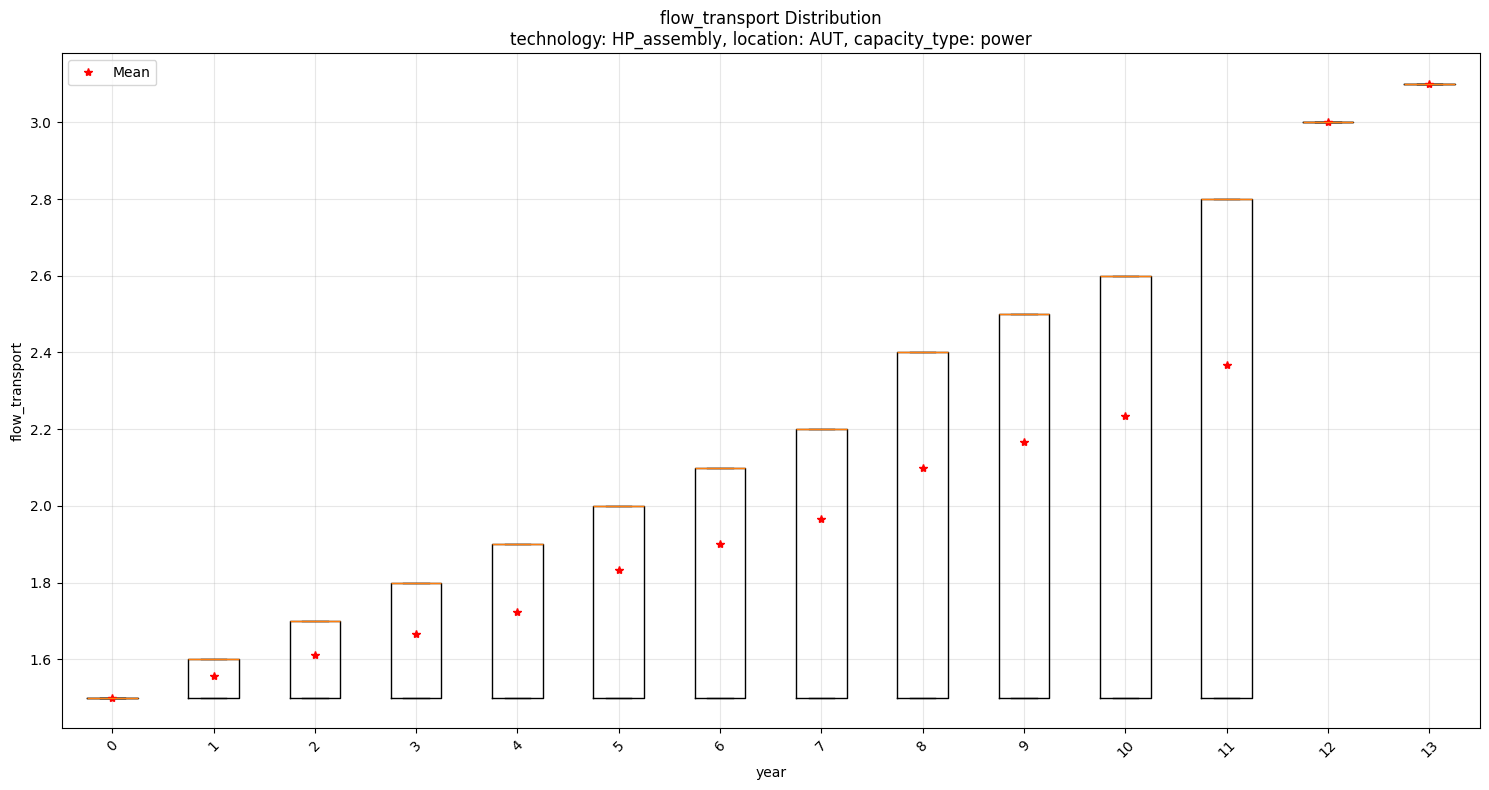 flow_transport Distribution
technology: HP_assembly, location: AUT, capacity_type: power
Mean
flow_transport
3.0
2.8
2.6
2.4
2.2
2.0
1.8
1.6
0 1 2 3 4 5 6 7 8 9 10 11 12 13
year